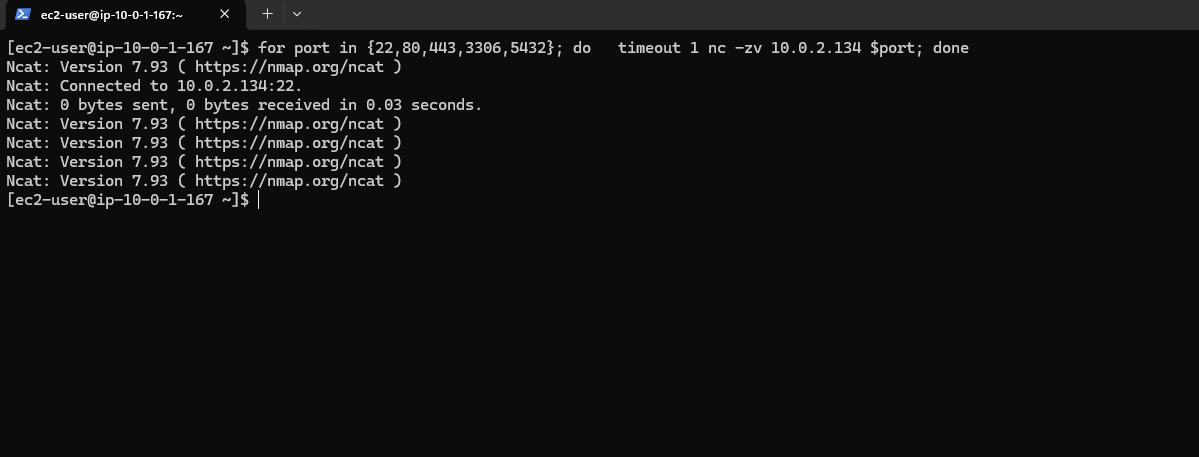 ec2-user@ip-10-0-1-167:~
[ec2-user@ip-10-0-1-167 ~]$ for port in {22,80,443,3306,5432}; do   timeout 1 nc -zv 10.0.2.134 $port; done
Ncat: Version 7.93 ( https://nmap.org/ncat )
Ncat: Connected to 10.0.2.134:22.
Ncat: 0 bytes sent, 0 bytes received in 0.03 seconds.
Ncat: Version 7.93 ( https://nmap.org/ncat )
Ncat: Version 7.93 ( https://nmap.org/ncat )
Ncat: Version 7.93 ( https://nmap.org/ncat )
Ncat: Version 7.93 ( https://nmap.org/ncat )
[ec2-user@ip-10-0-1-167 ~]$